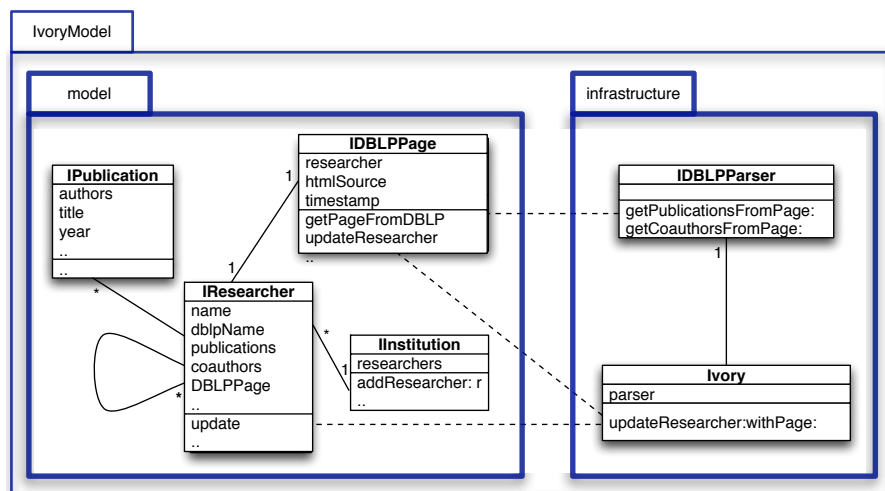 IvoryModel
model
infrastructure
IDBLPPage
researcher
htmlSource
timestamp
getPageFromDBLP
updateResearcher
..
IPublication
authors
title
year
..
..
IDBLPParser
getPublicationsFromPage:
getCoauthorsFromPage:
1
1
1
*
IResearcher
name
dblpName
publications
coauthors
DBLPPage
..
update
..
*
*
1
IInstitution
researchers
addResearcher: r
..
Ivory
parser
updateResearcher:withPage: